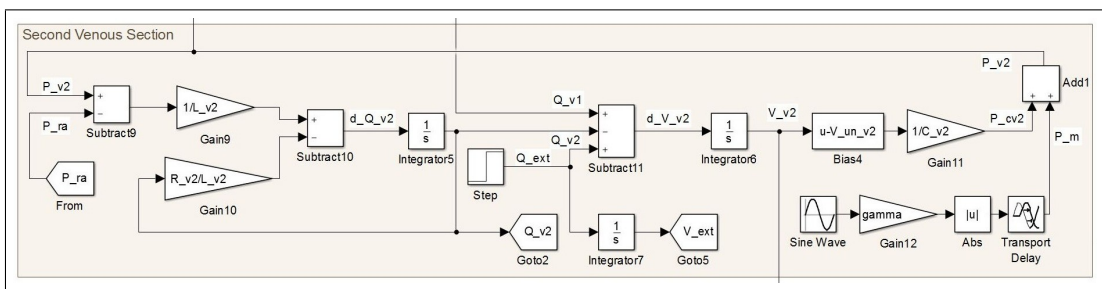 Second Venous Section
P_v2
+
−
P_ra
Subtract9
P_ra
From
1/L_v2
Gain9
R_v2/L_v2
Gain10
+
−
Subtract10
d_Q_v2
1
s
Integrator5
Q_v1
Q_v2
Q_ext
Step
+
−
+
Subtract11
d_V_v2
1
s
Integrator6
V_v2
u-V_un_v2
Bias4
1/C_v2
Gain11
P_cv2
P_v2
+
+
Add1
P_m
Q_v2
Goto2
1
s
Integrator7
V_ext
Goto5
Sine Wave
gamma
Gain12
|u|
Abs
Transport
Delay